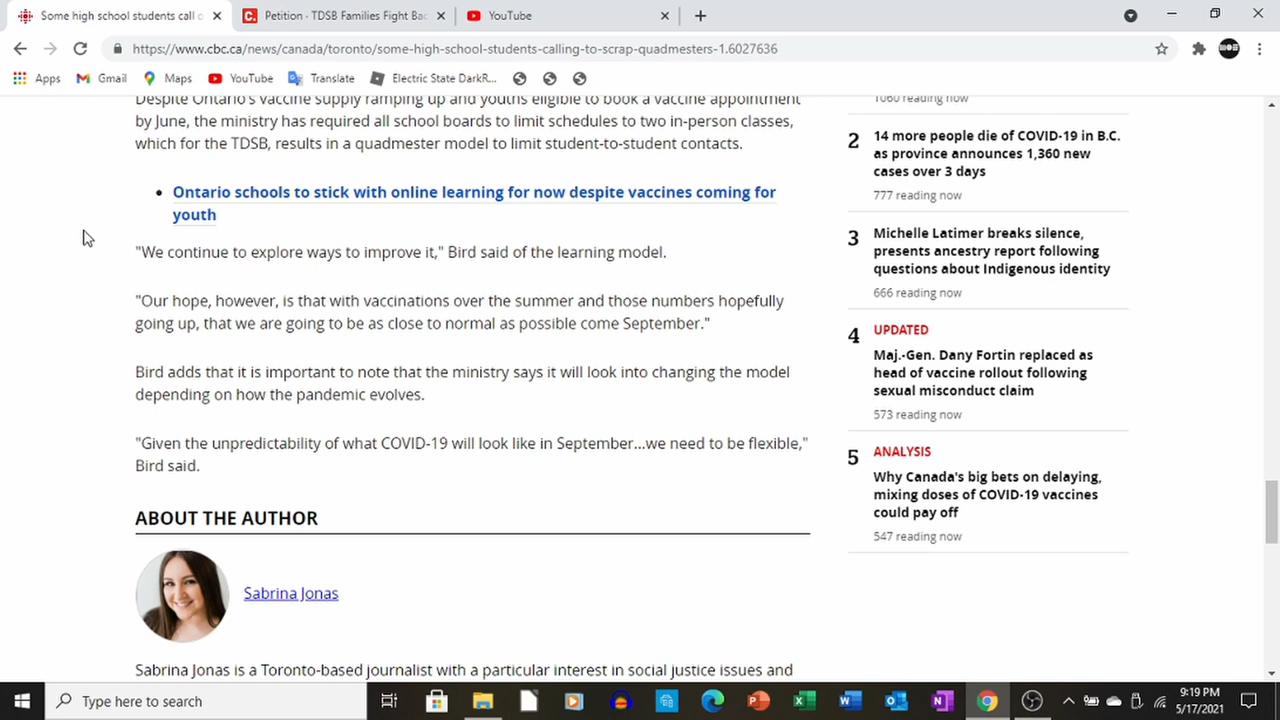 Some high school students call o
Petition · TDSB Families Fight Bac
YouTube
https://www.cbc.ca/news/canada/toronto/some-high-school-students-calling-to-scrap-quadmesters-1.6027636
Apps
Gmail
Maps
YouTube
Translate
Electric State DarkR...
Despite Ontario's vaccine supply ramping up and youths eligible to book a vaccine appointment
by June, the ministry has required all school boards to limit schedules to two in-person classes,
which for the TDSB, results in a quadmester model to limit student-to-student contacts.
• Ontario schools to stick with online learning for now despite vaccines coming for
youth
"We continue to explore ways to improve it," Bird said of the learning model.
"Our hope, however, is that with vaccinations over the summer and those numbers hopefully
going up, that we are going to be as close to normal as possible come September."
Bird adds that it is important to note that the ministry says it will look into changing the model
depending on how the pandemic evolves.
"Given the unpredictability of what COVID-19 will look like in September...we need to be flexible,"
Bird said.
ABOUT THE AUTHOR
Sabrina Jonas
Sabrina Jonas is a Toronto-based journalist with a particular interest in social justice issues and
1060 reading now
2
14 more people die of COVID-19 in B.C.
as province announces 1,360 new
cases over 3 days
777 reading now
3
Michelle Latimer breaks silence,
presents ancestry report following
questions about Indigenous identity
666 reading now
4
UPDATED
Maj.-Gen. Dany Fortin replaced as
head of vaccine rollout following
sexual misconduct claim
573 reading now
5
ANALYSIS
Why Canada's big bets on delaying,
mixing doses of COVID-19 vaccines
could pay off
547 reading now
Type here to search
9:19 PM
5/17/2021